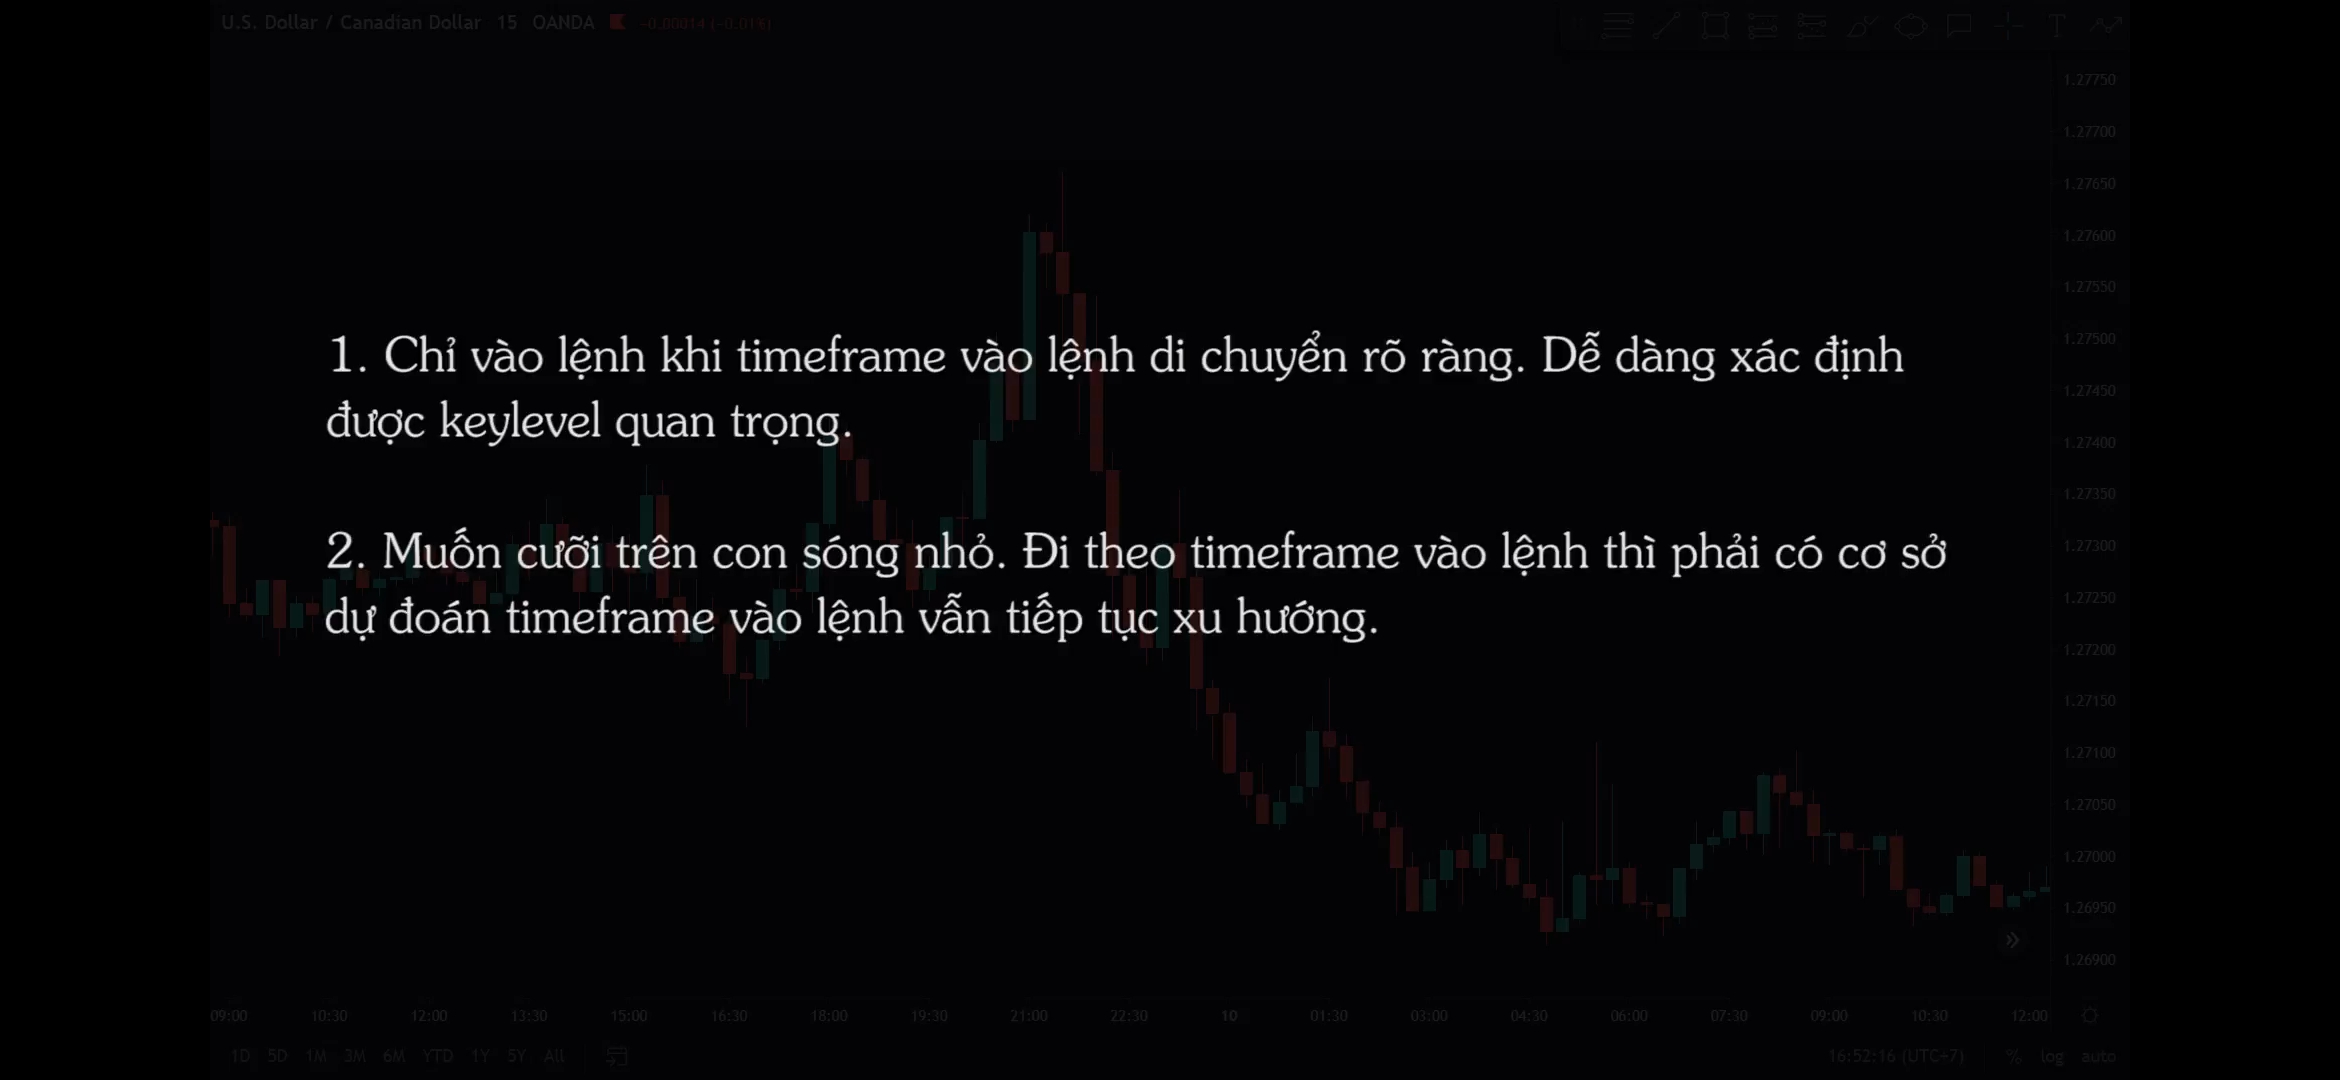 U.S. Dollar / Canadian Dollar 15 OANDA -0.00014 (-0.01%)
1.27750
1.27700
1.27650
1.27600
1.27550
1.27500
1.27450
1.27400
1.27350
1.27300
1.27250
1.27200
1.27150
1.27100
1.27050
1.27000
1.26950
1.26900
1. Chỉ vào lệnh khi timeframe vào lệnh di chuyển rõ ràng. Dễ dàng xác định
được keylevel quan trọng.
2. Muốn cưỡi trên con sóng nhỏ. Đi theo timeframe vào lệnh thì phải có cơ sở
dự đoán timeframe vào lệnh vẫn tiếp tục xu hướng.
09:00 10:30 12:00 13:30 15:00 16:30 18:00 19:30 21:00 22:30 10 01:30 03:00 04:30 06:00 07:30 09:00 10:30 12:00
1D 5D 1M 3M 6M YTD 1Y 5Y All 16:52:16 (UTC-7) % log auto